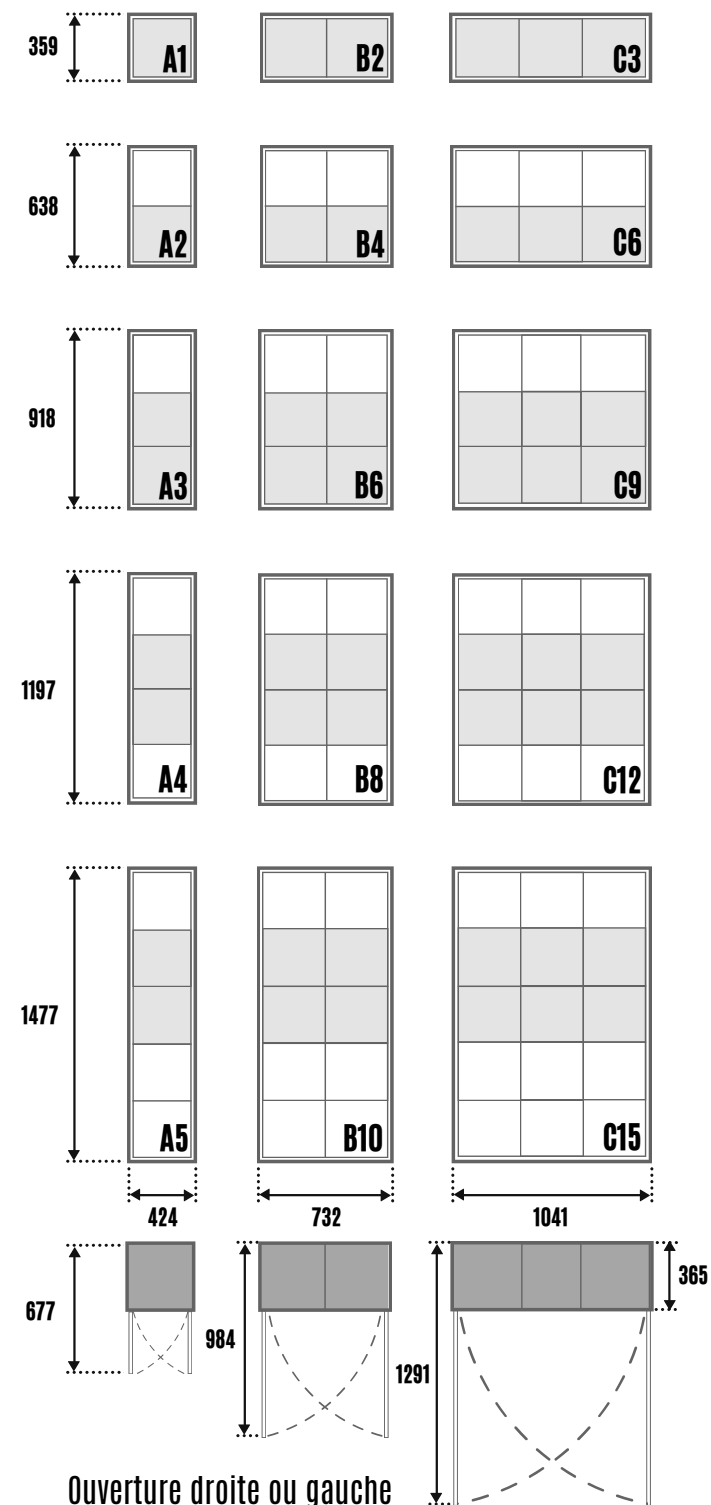 359 A1 B2 C3
638 A2 B4 C6
918 A3 B6 C9
1197 A4 B8 C12
1477 A5 B10 C15
424 732 1041
677 984 1291 365
Ouverture droite ou gauche